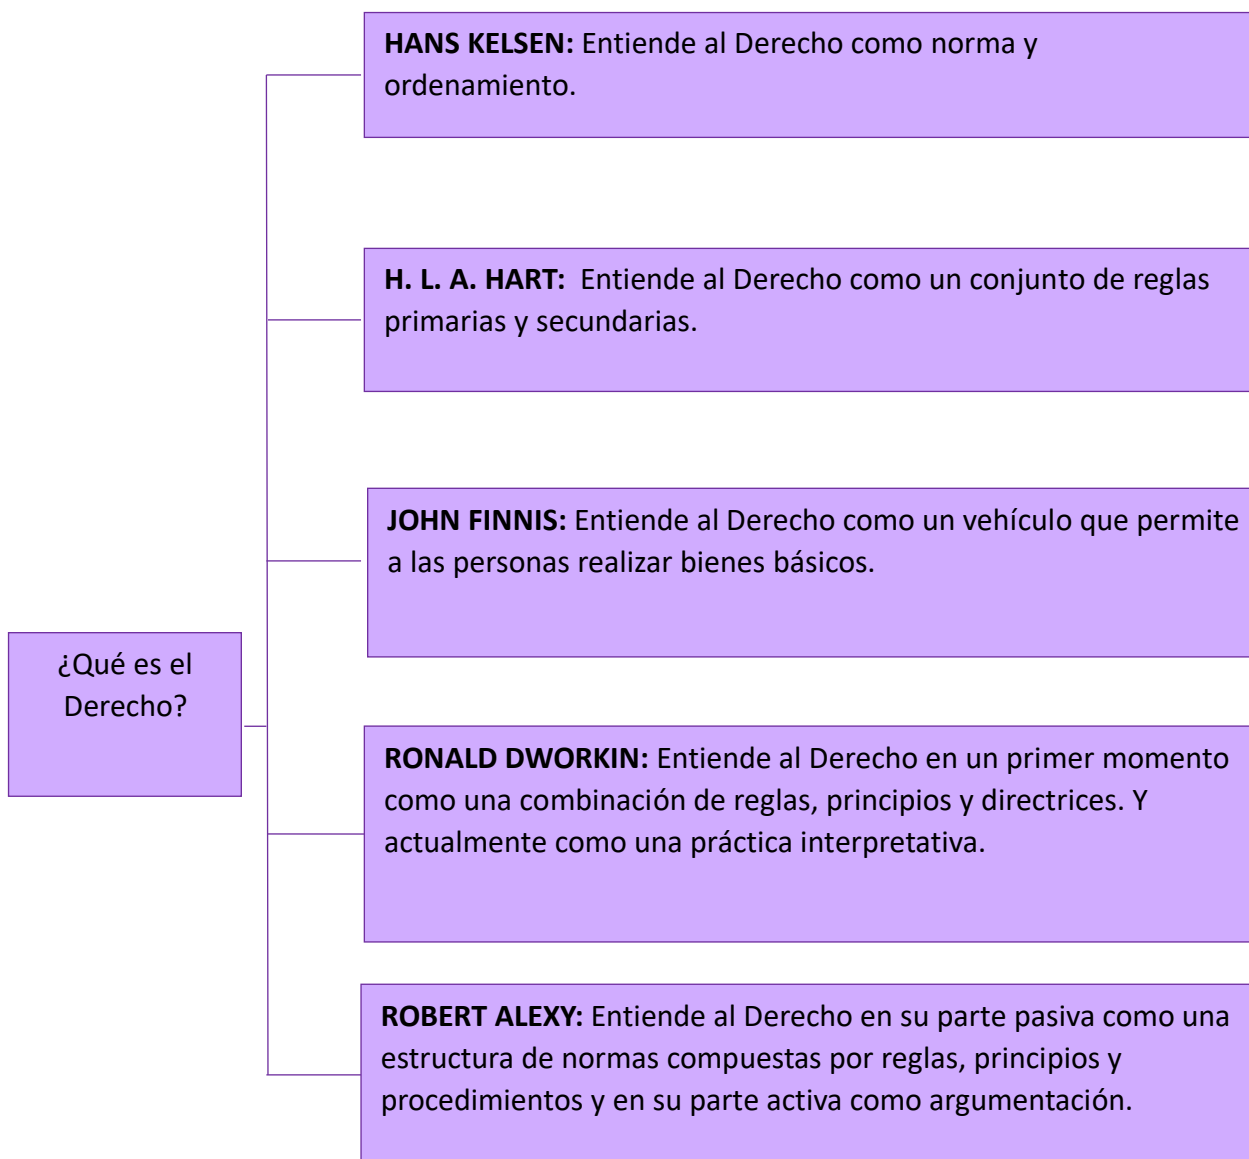 HANS KELSEN: Entiende al Derecho como norma y
ordenamiento.
H. L. A. HART: Entiende al Derecho como un conjunto de reglas
primarias y secundarias.
JOHN FINNIS: Entiende al Derecho como un vehículo que permite
a las personas realizar bienes básicos.
¿Qué es el
Derecho?
RONALD DWORKIN: Entiende al Derecho en un primer momento
como una combinación de reglas, principios y directrices. Y
actualmente como una práctica interpretativa.
ROBERT ALEXY: Entiende al Derecho en su parte pasiva como una
estructura de normas compuestas por reglas, principios y
procedimientos y en su parte activa como argumentación.